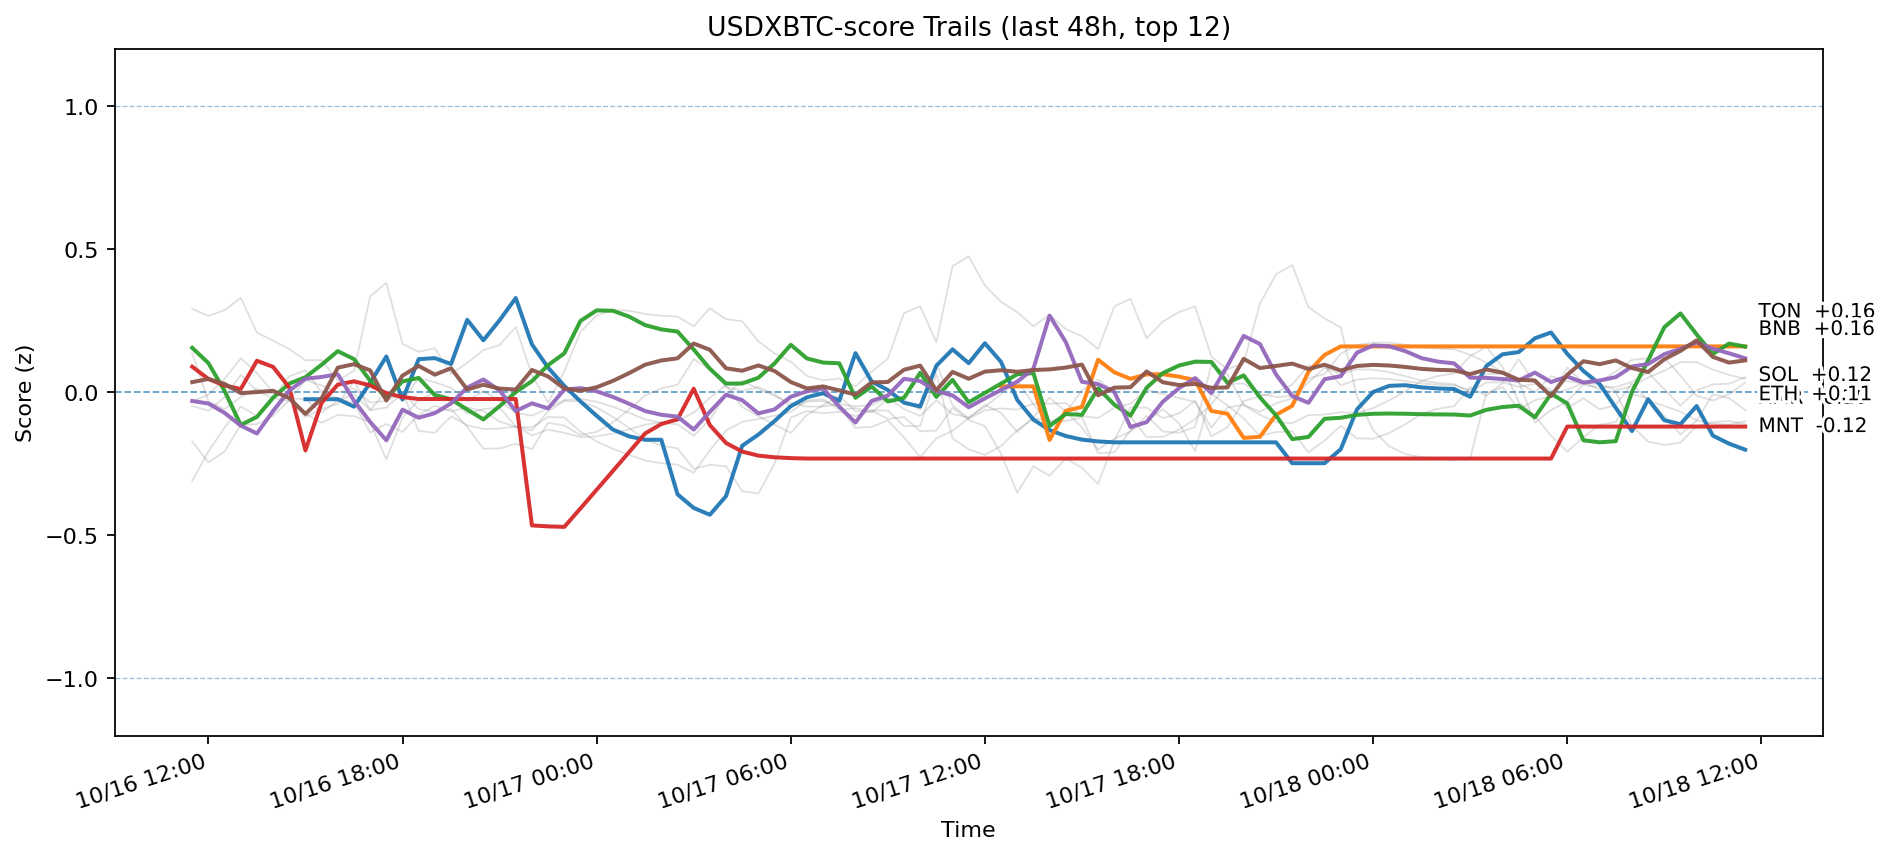 USDXBTC-score Trails (last 48h, top 12)
Score (z)
1.0
0.5
0.0
−0.5
−1.0
TON +0.16
BNB +0.16
SOL +0.12
ETH +0.11
MNT -0.12
10/16 12:00
10/16 18:00
10/17 00:00
10/17 06:00
10/17 12:00
10/17 18:00
10/18 00:00
10/18 06:00
10/18 12:00
Time